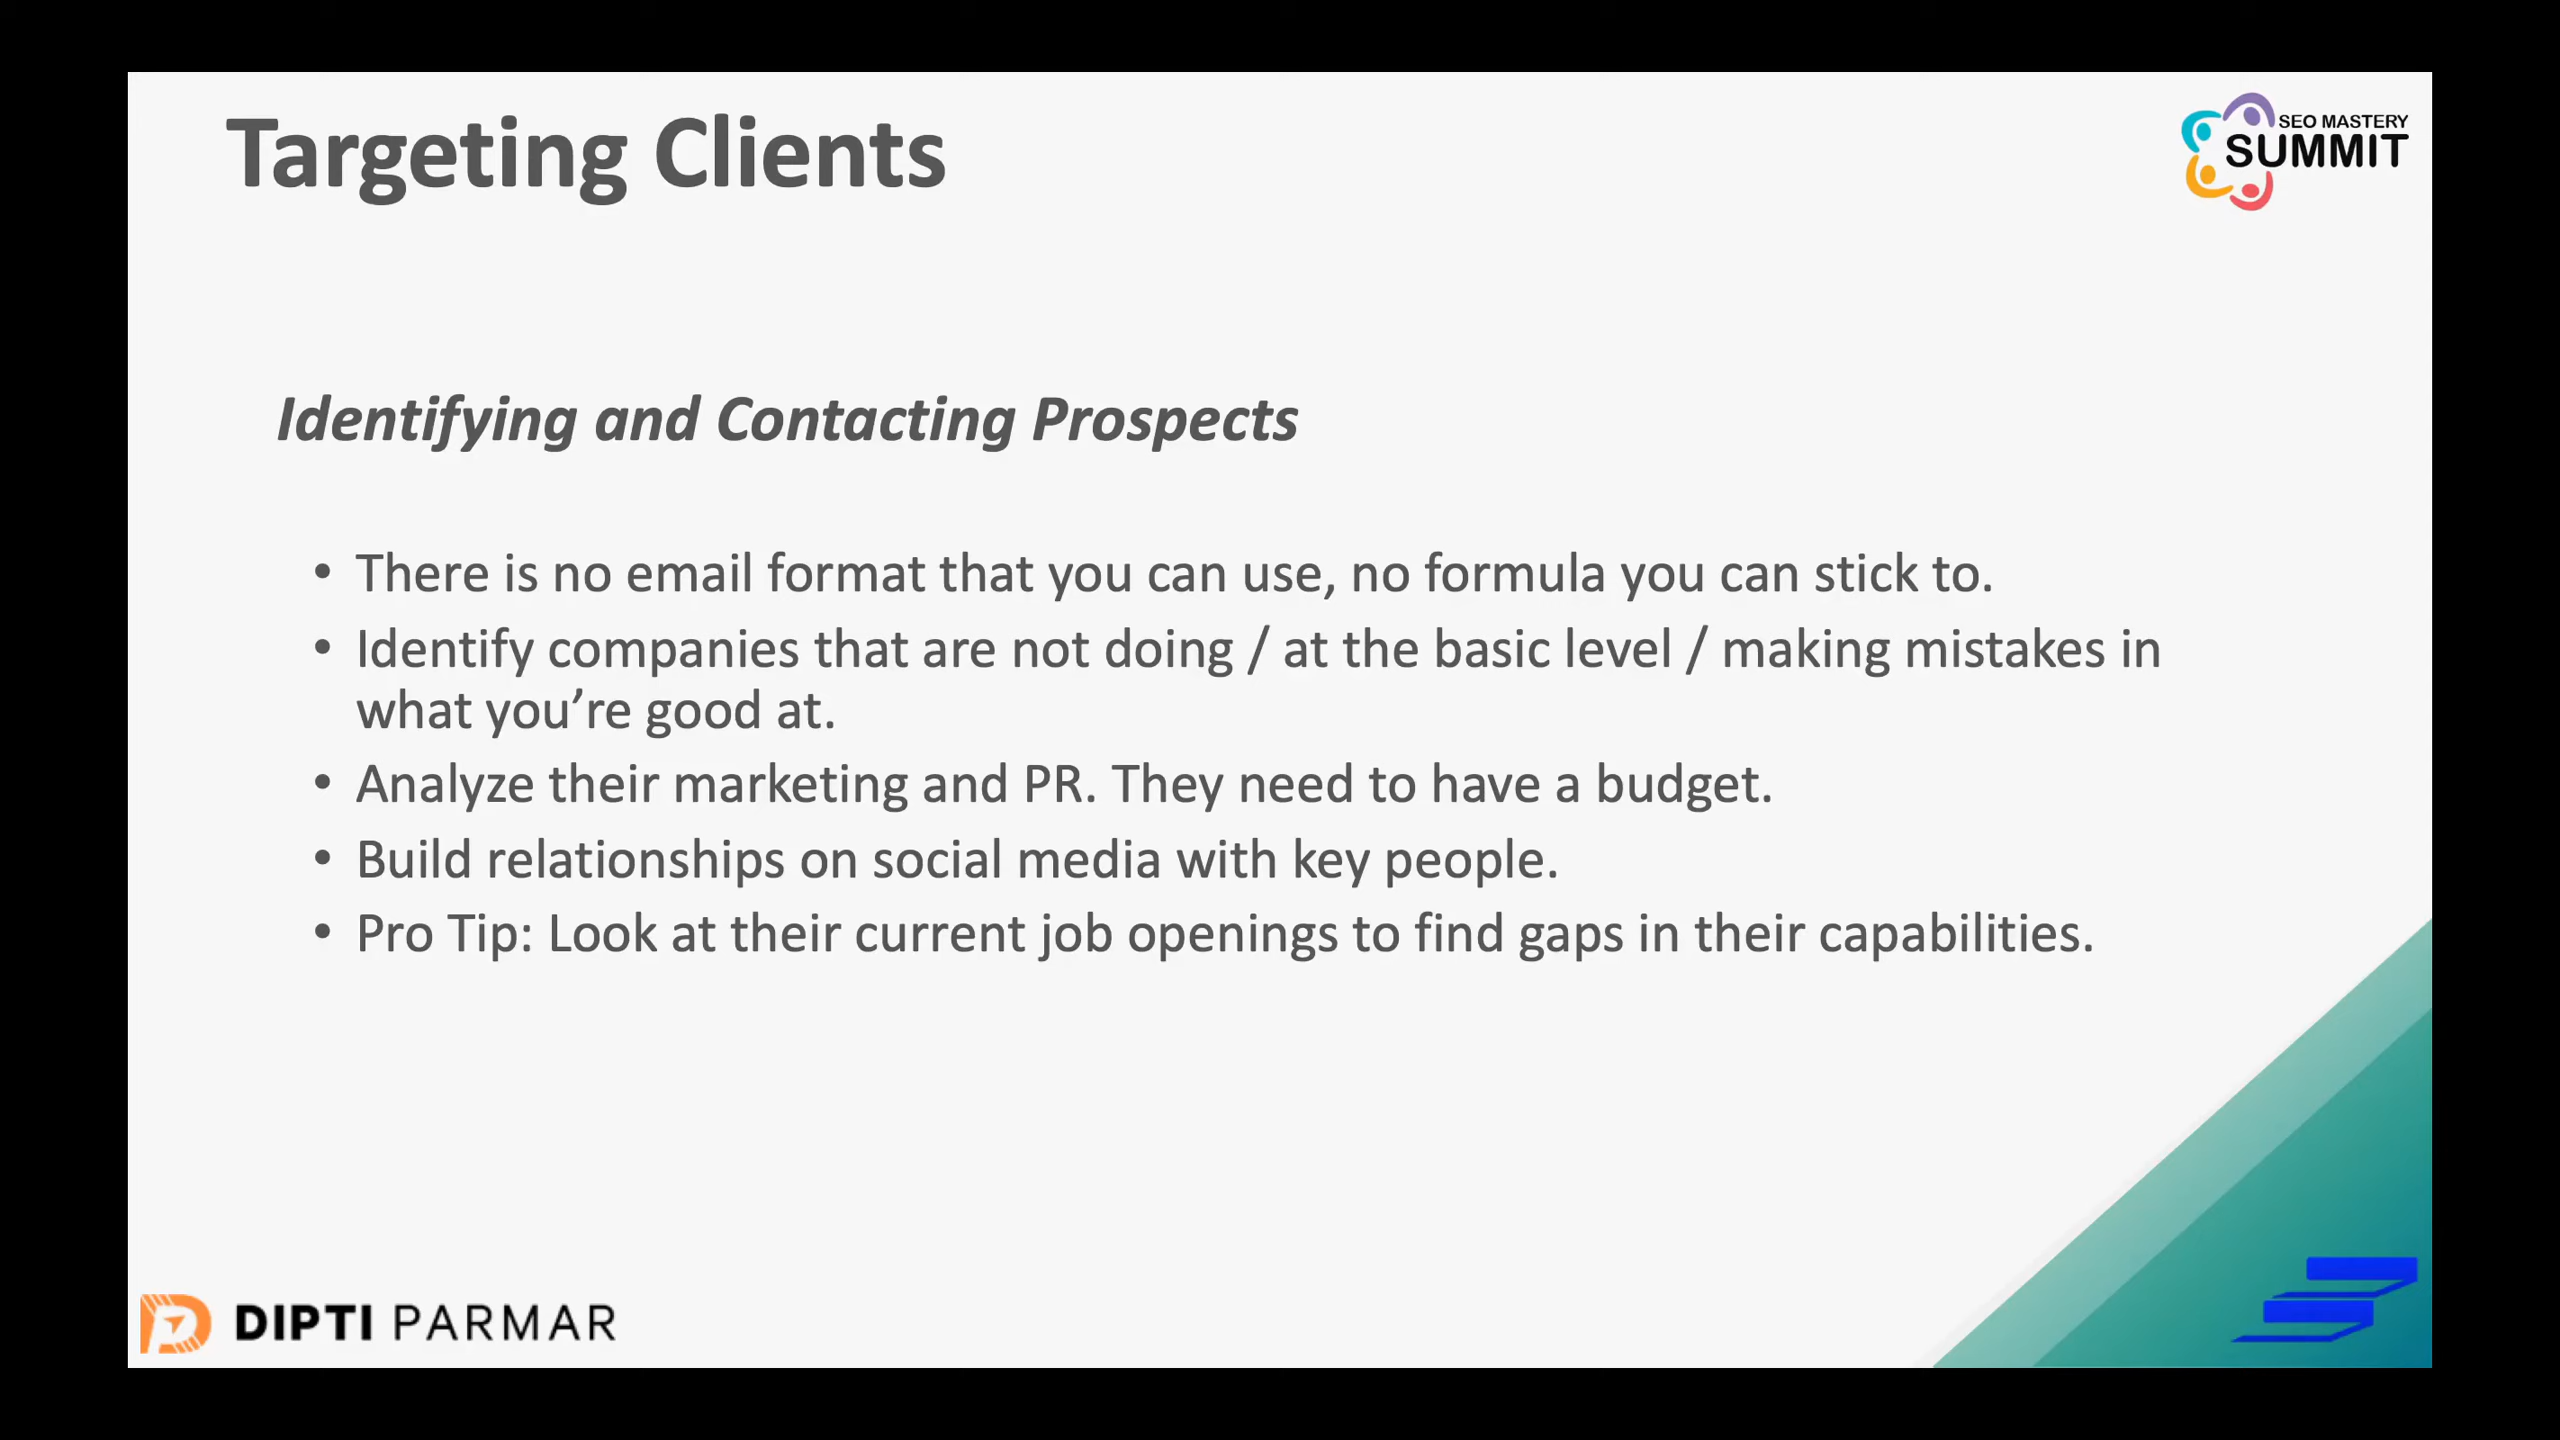 Targeting Clients
SEO MASTERY
SUMMIT
Identifying and Contacting Prospects
• There is no email format that you can use, no formula you can stick to.
• Identify companies that are not doing / at the basic level / making mistakes in
what you’re good at.
• Analyze their marketing and PR. They need to have a budget.
• Build relationships on social media with key people.
• Pro Tip: Look at their current job openings to find gaps in their capabilities.
DIPTI PARMAR